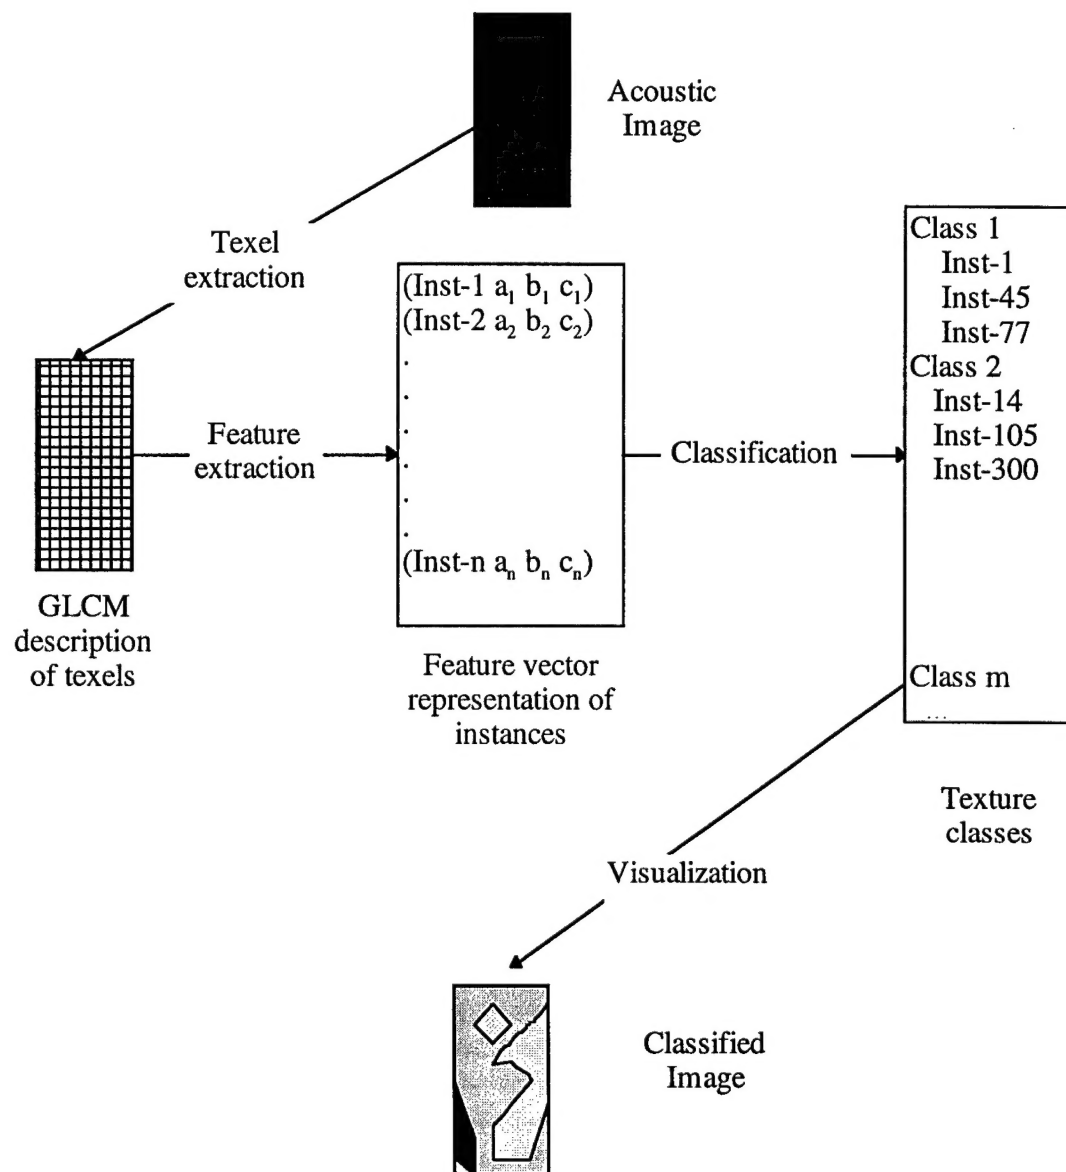 Acoustic
Image
Texel
extraction
(Inst-1 a₁ b₁ c₁)
(Inst-2 a₂ b₂ c₂)
.
.
.
.
.
.
(Inst-n aₙ bₙ cₙ)
Class 1
Inst-1
Inst-45
Inst-77
Class 2
Inst-14
Inst-105
Inst-300
Class m
...
Feature
extraction
Classification
GLCM
description
of texels
Feature vector
representation of
instances
Texture
classes
Visualization
Classified
Image